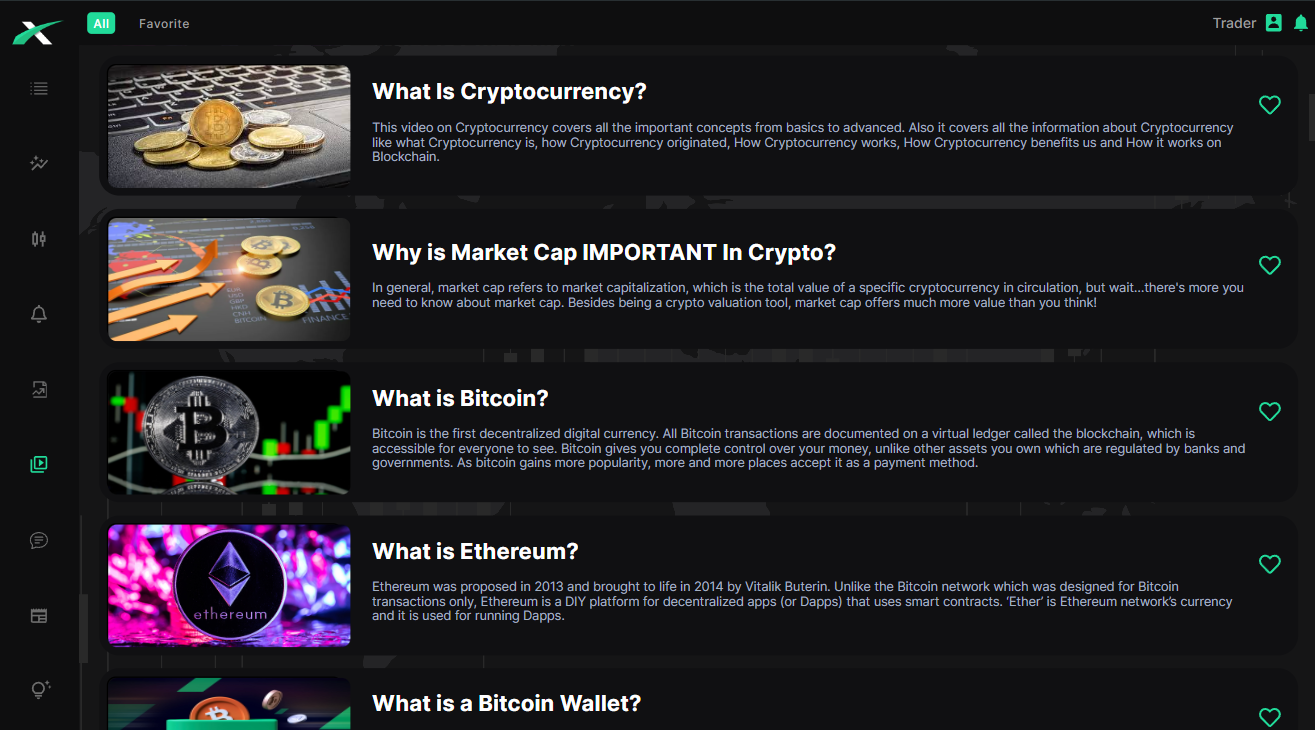 All
Favorite
Trader
What Is Cryptocurrency?
This video on Cryptocurrency covers all the important concepts from basics to advanced. Also it covers all the information about Cryptocurrency
like what Cryptocurrency is, how Cryptocurrency originated, How Cryptocurrency works, How Cryptocurrency benefits us and How it works on
Blockchain.
Why is Market Cap IMPORTANT In Crypto?
In general, market cap refers to market capitalization, which is the total value of a specific cryptocurrency in circulation, but wait...there's more you
need to know about market cap. Besides being a crypto valuation tool, market cap offers much more value than you think!
EUR
USD
GBP
HKD
CNH
BITCOIN
FINANCE
What is Bitcoin?
Bitcoin is the first decentralized digital currency. All Bitcoin transactions are documented on a virtual ledger called the blockchain, which is
accessible for everyone to see. Bitcoin gives you complete control over your money, unlike other assets you own which are regulated by banks and
governments. As bitcoin gains more popularity, more and more places accept it as a payment method.
ethereum
What is Ethereum?
Ethereum was proposed in 2013 and brought to life in 2014 by Vitalik Buterin. Unlike the Bitcoin network which was designed for Bitcoin
transactions only, Ethereum is a DIY platform for decentralized apps (or Dapps) that uses smart contracts. ‘Ether’ is Ethereum network’s currency
and it is used for running Dapps.
What is a Bitcoin Wallet?